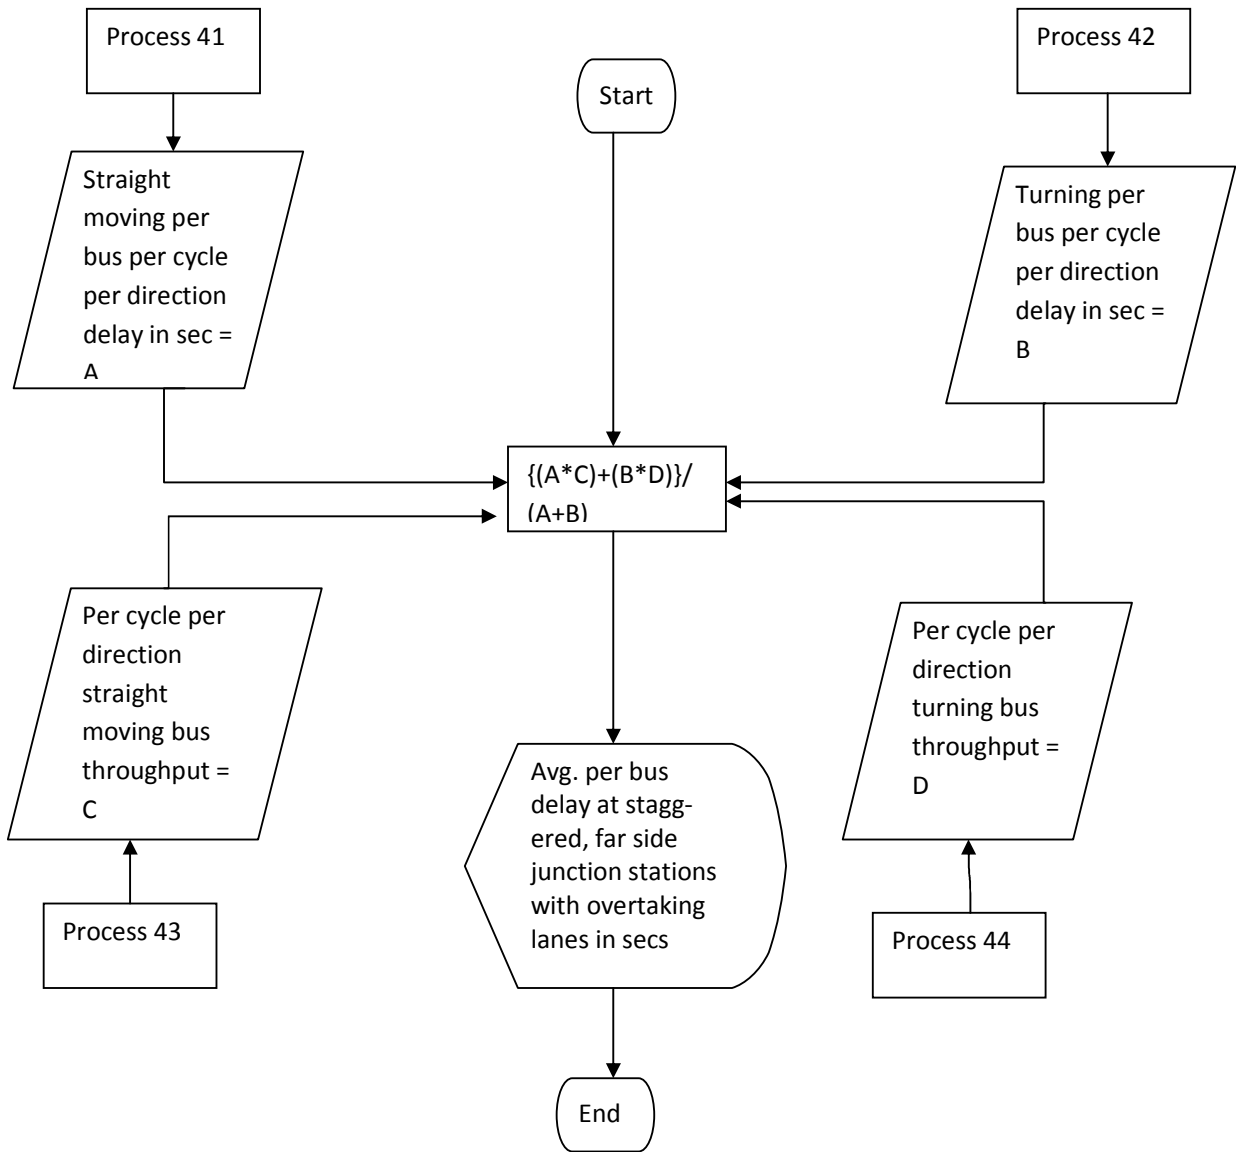 Process 41
Process 42
Start
Straight
moving per
bus per cycle
per direction
delay in sec =
A
Turning per
bus per cycle
per direction
delay in sec =
B
{(A*C)+(B*D)}/
(A+B)
Per cycle per
direction
straight
moving bus
throughput =
C
Per cycle per
direction
turning bus
throughput =
D
Avg. per bus
delay at stagg-
ered, far side
junction stations
with overtaking
lanes in secs
Process 43
Process 44
End